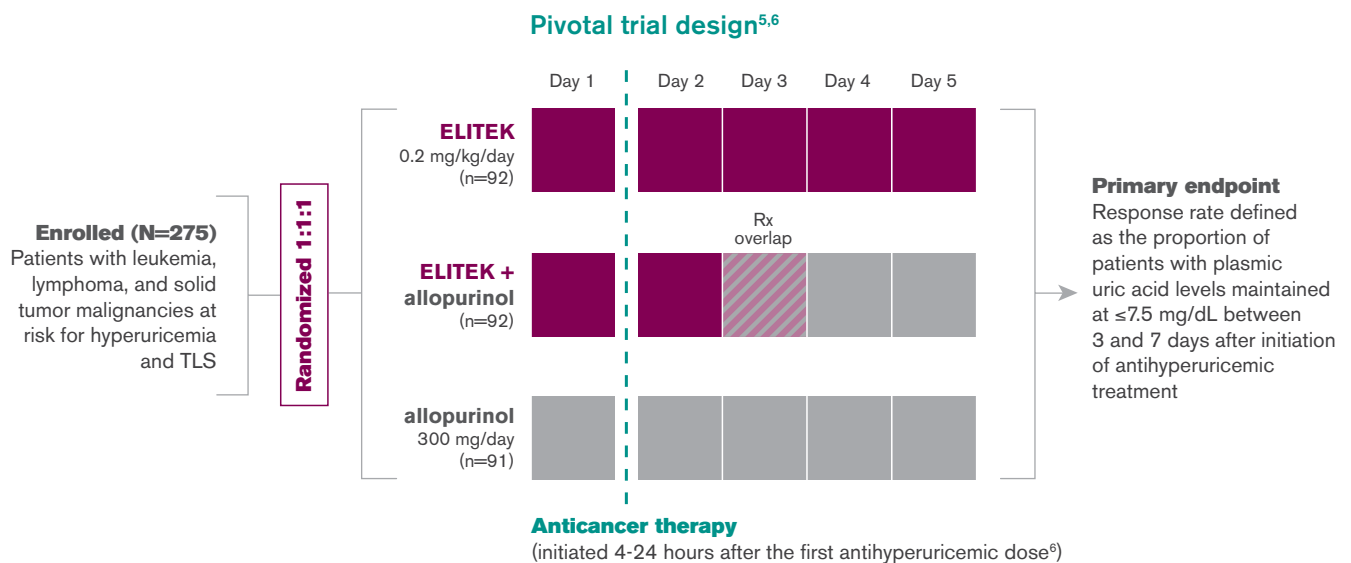 Pivotal trial design5,6
Day 1
Day 2
Day 3
Day 4
Day 5
Enrolled (N=275)
Patients with leukemia,
lymphoma, and solid
tumor malignancies at
risk for hyperuricemia
and TLS
Randomized 1:1:1
ELITEK
0.2 mg/kg/day
(n=92)
ELITEK +
allopurinol
(n=92)
Rx
overlap
allopurinol
300 mg/day
(n=91)
Primary endpoint
Response rate defined
as the proportion of
patients with plasmic
uric acid levels maintained
at ≤7.5 mg/dL between
3 and 7 days after initiation
of antihyperuricemic
treatment
Anticancer therapy
(initiated 4-24 hours after the first antihyperuricemic dose6)